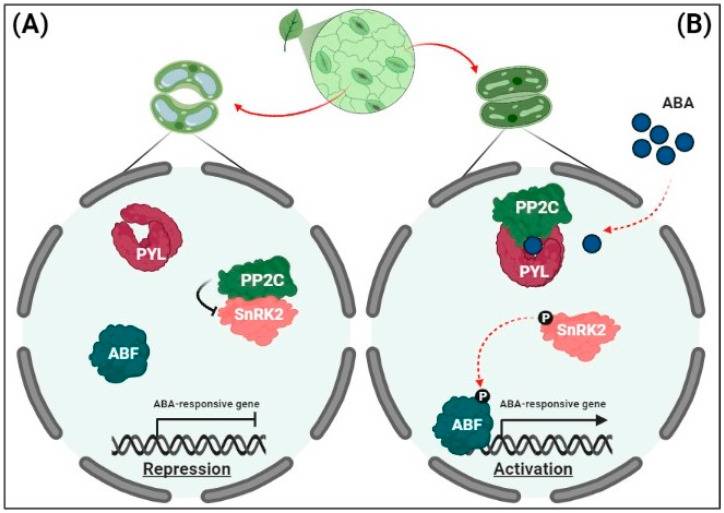 (A)
(B)
ABA
PYL
PP2C
SnRK2
ABF
ABA-responsive gene
Repression
PP2C
PYL
P
SnRK2
P
ABF
ABA-responsive gene
Activation